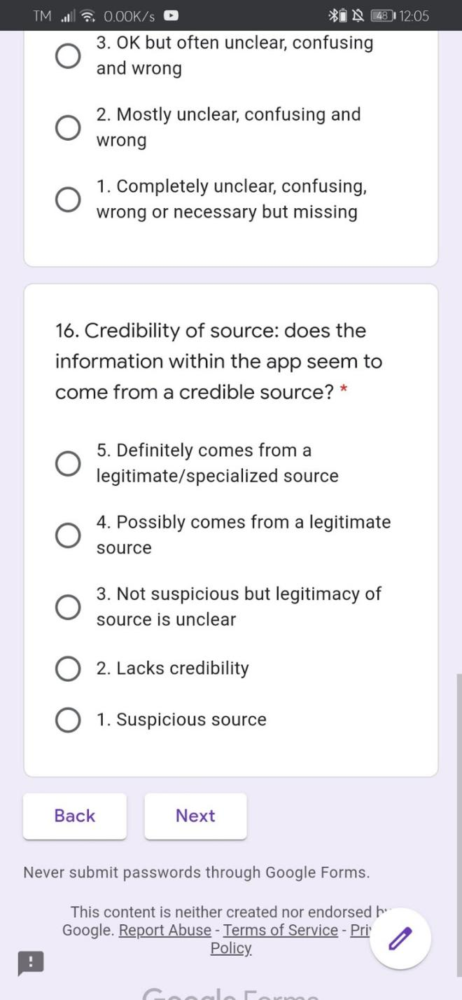 TM 0.00K/s 48 12:05
3. OK but often unclear, confusing
and wrong
2. Mostly unclear, confusing and
wrong
1. Completely unclear, confusing,
wrong or necessary but missing
16. Credibility of source: does the
information within the app seem to
come from a credible source? *
5. Definitely comes from a
legitimate/specialized source
4. Possibly comes from a legitimate
source
3. Not suspicious but legitimacy of
source is unclear
2. Lacks credibility
1. Suspicious source
Back Next
Never submit passwords through Google Forms.
This content is neither created nor endorsed
Google. Report Abuse - Terms of Service -
Policy
!
Google Forms